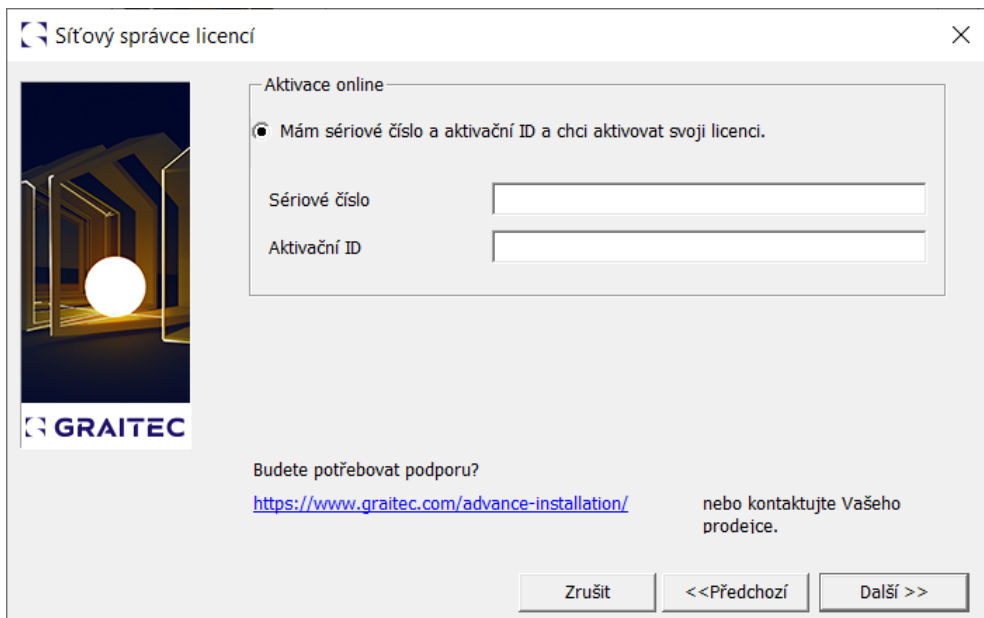 Síťový správce licencí
Aktivace online
Mám sériové číslo a aktivační ID a chci aktivovat svoji licenci.
Sériové číslo
Aktivační ID
GRAITEC
Budete potřebovat podporu?
https://www.graitec.com/advance-installation/ nebo kontaktujte Vašeho
prodejce.
Zrušit <<Předchozí Další >>